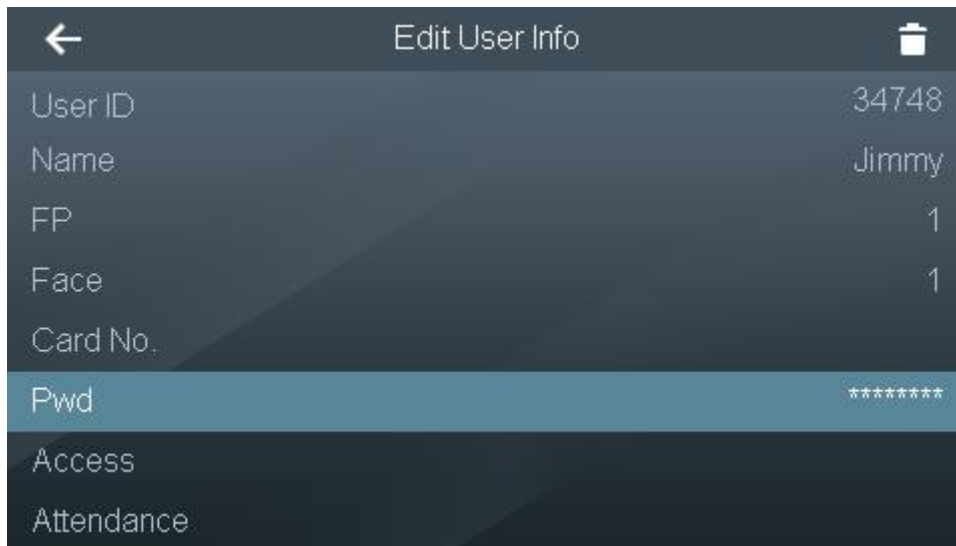 Edit User Info
User ID 34748
Name Jimmy
FP 1
Face 1
Card No.
Pwd ********
Access
Attendance